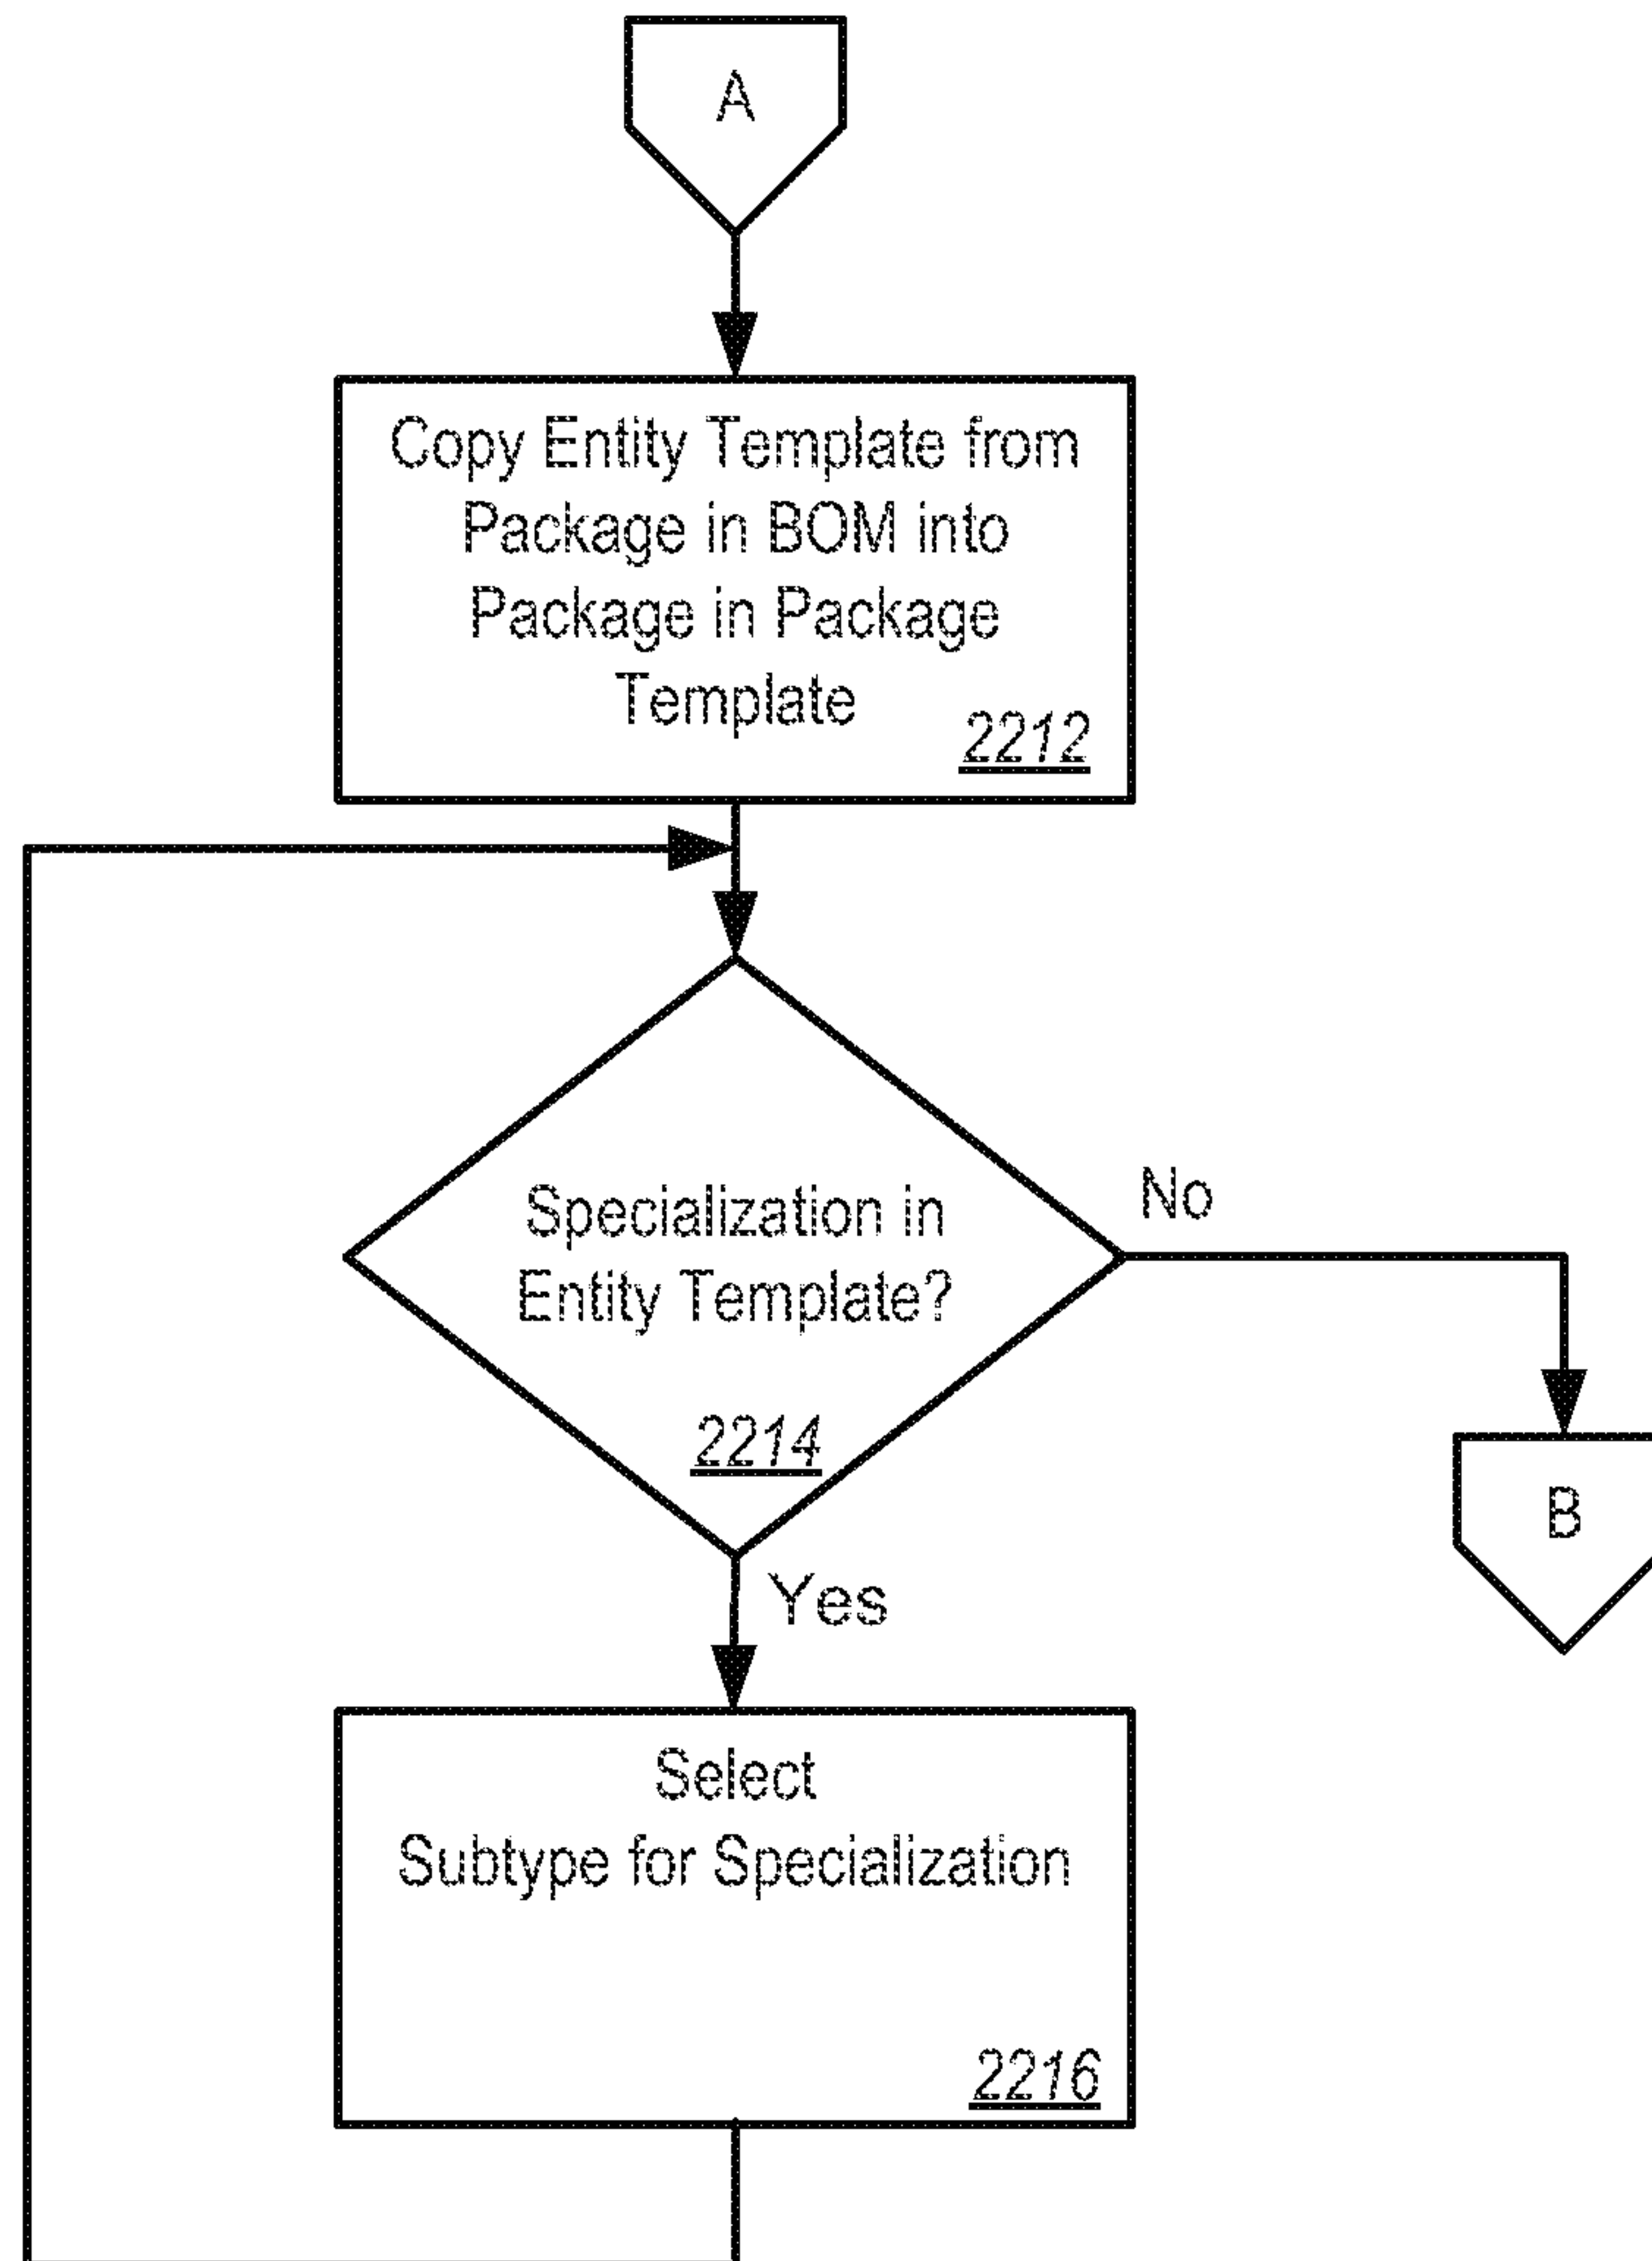 A
Copy Entity Template from
Package in BOM into
Package in Package
Template
2212
Specialization in
Entity Template?
2214
No
B
Yes
Select
Subtype for Specialization
2216